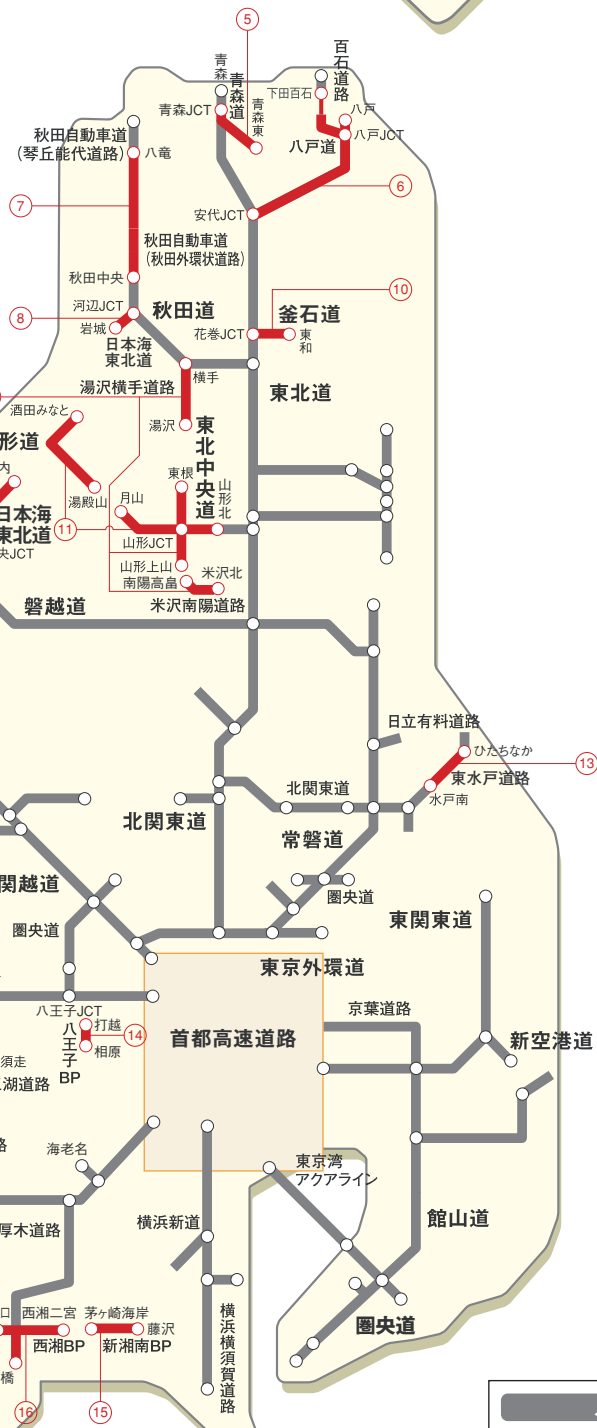 5
青森
青森道
百石道路
青森JCT
青森東
下田百石
八戸
八戸JCT
八戸道
秋田自動車道
(琴丘能代道路)
八竜
6
7
安代JCT
秋田自動車道
(秋田外環状道路)
秋田中央
10
河辺JCT
秋田道
釜石道
8
岩城
花巻JCT
東和
日本海
東北道
横手
湯沢横手道路
東北道
酒田みなと
湯沢
東北中央道
形道
内
湯殿山
東根
山形北
月山
日本海
東北道
11
央JCT
山形JCT
山形上山
南陽高畠
米沢北
磐越道
米沢南陽道路
日立有料道路
ひたちなか
13
東水戸道路
北関東道
水戸南
北関東道
常磐道
関越道
圏央道
東関東道
圏央道
東京外環道
八王子JCT
京葉道路
打越
14
八王子BP
相原
首都高速道路
新空港道
須走
湖道路
路
海老名
東京湾
アクアライン
館山道
厚木道路
横浜新道
口
西湘二宮
茅ヶ崎海岸
藤沢
圏央道
西湘BP
新湘南BP
横浜横須賀道路
橋
16
15